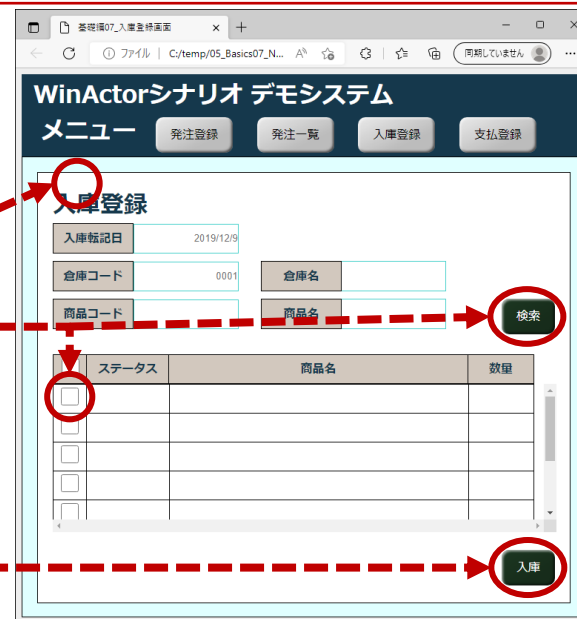 基礎編07_入庫登録画面
ファイル C:/temp/05_Basics07_N... 同期していません
WinActorシナリオ デモシステム
メニュー 発注登録 発注一覧 入庫登録 支払登録
入庫登録
入庫転記日 2019/12/9
倉庫コード 0001 倉庫名
商品コード 商品名 検索
ステータス 商品名 数量
入庫